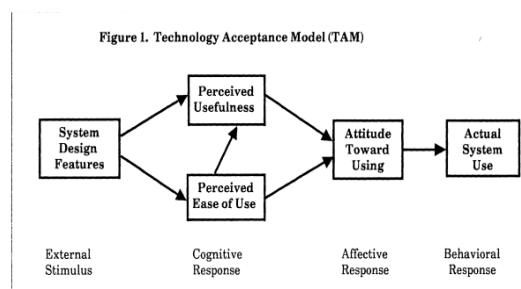 Figure 1. Technology Acceptance Model (TAM)
Perceived
Usefulness
System
Design
Features
Attitude
Toward
Using
Actual
System
Use
Perceived
Ease of Use
External
Stimulus
Cognitive
Response
Affective
Response
Behavioral
Response